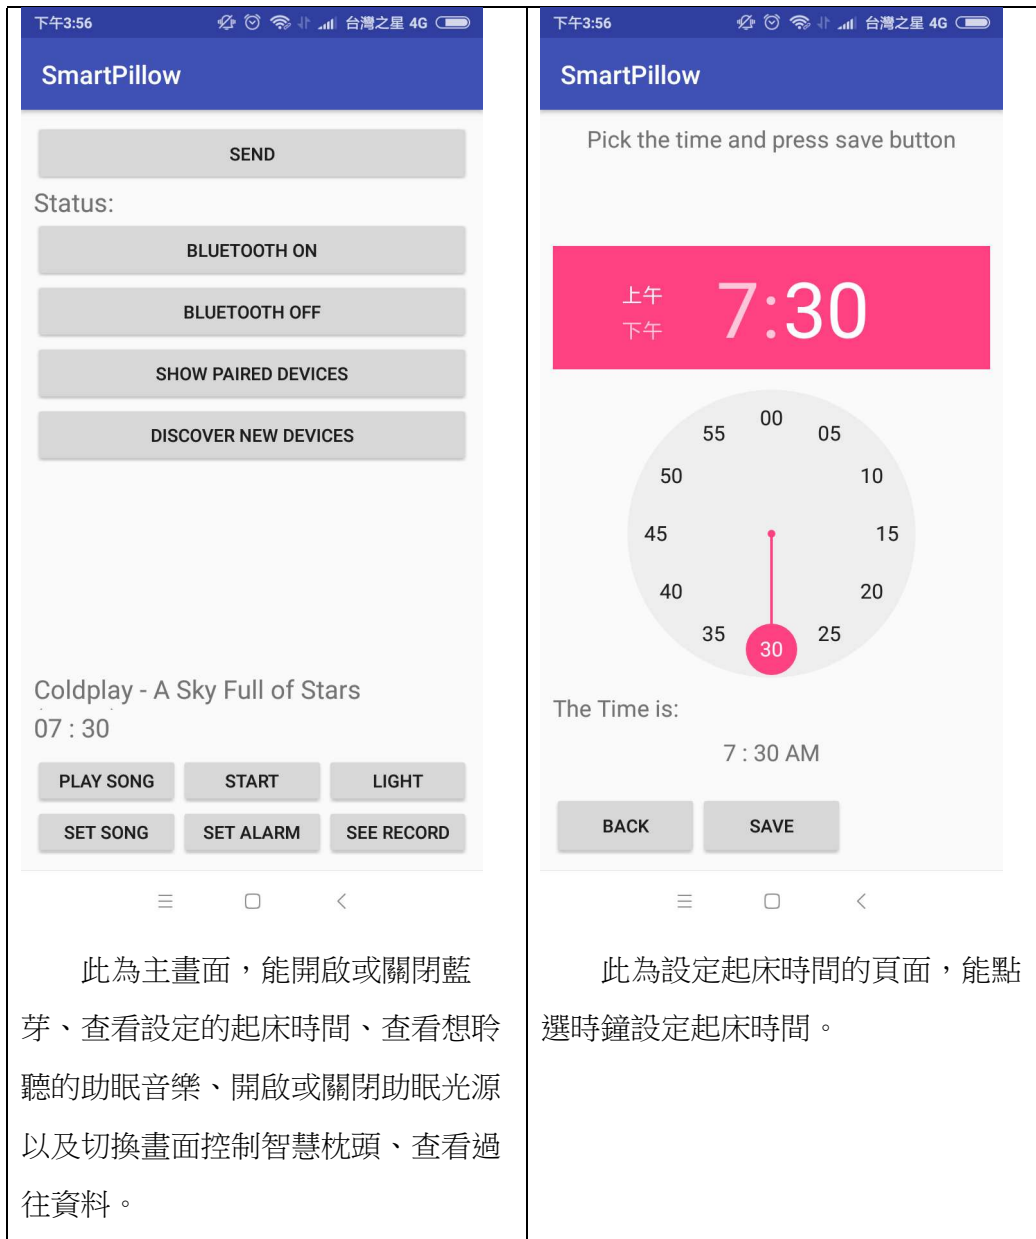 下午3:56 台灣之星 4G
SmartPillow
SEND
Status:
BLUETOOTH ON
BLUETOOTH OFF
SHOW PAIRED DEVICES
DISCOVER NEW DEVICES
Coldplay - A Sky Full of Stars
07 : 30
PLAY SONG START LIGHT
SET SONG SET ALARM SEE RECORD
此為主畫面，能開啟或關閉藍
芽、查看設定的起床時間、查看想聆
聽的助眠音樂、開啟或關閉助眠光源
以及切換畫面控制智慧枕頭、查看過
往資料。
下午3:56 台灣之星 4G
SmartPillow
Pick the time and press save button
上午
下午
7:30
00
55 05
50 10
45 15
40 20
35 25
30
The Time is:
7 : 30 AM
BACK SAVE
此為設定起床時間的頁面，能點
選時鐘設定起床時間。